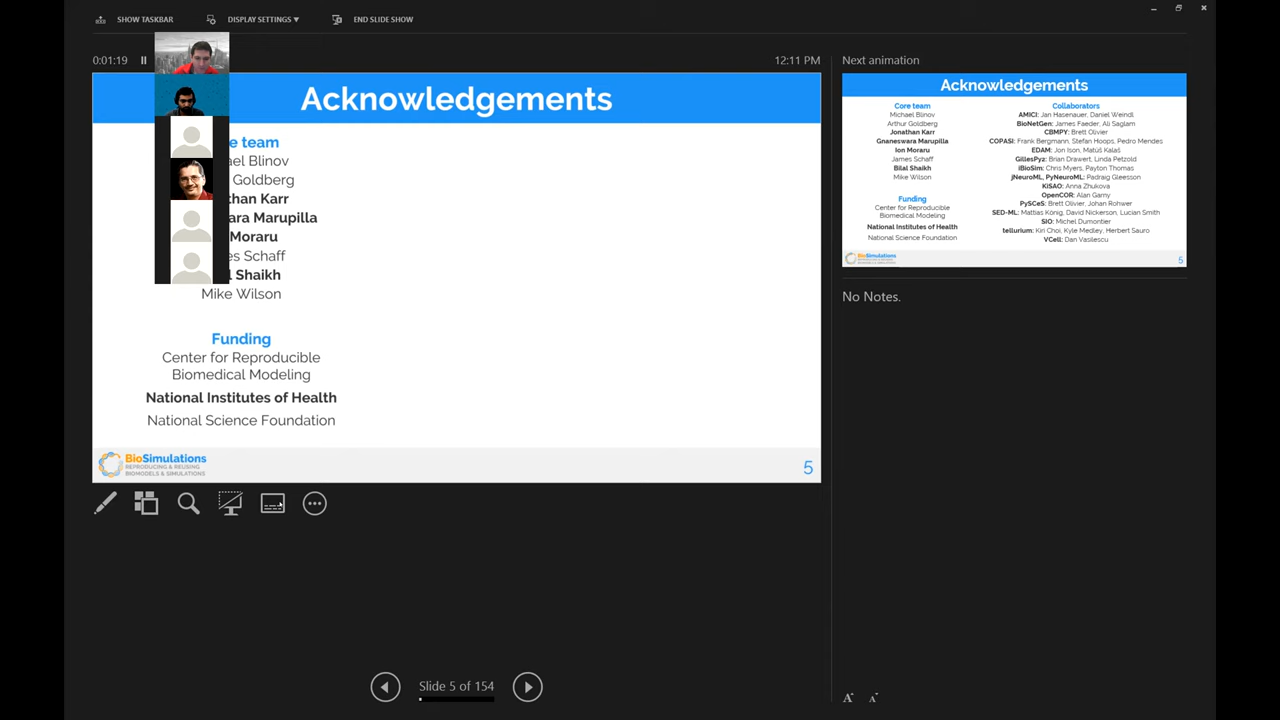 SHOW TASKBAR
DISPLAY SETTINGS ▼
END SLIDE SHOW
0:01:19
12:11 PM
Next animation
Acknowledgements
e team
ael Blinov
Goldberg
than Karr
ara Marupilla
Moraru
es Schaff
l Shaikh
Mike Wilson
Funding
Center for Reproducible
Biomedical Modeling
National Institutes of Health
National Science Foundation
BioSimulations
REPRODUCING & REUSING
BIOMODELS & SIMULATIONS
5
Acknowledgements
Core team
Michael Blinov
Arthur Goldberg
Jonathan Karr
Gnaneswara Marupilla
Ion Moraru
James Schaff
Bilal Shaikh
Mike Wilson
Funding
Center for Reproducible
Biomedical Modeling
National Institutes of Health
National Science Foundation
Collaborators
AMICI: Jan Hasenauer, Daniel Weindl
BioNetGen: James Faeder, Ali Saglam
CBMPY: Brett Olivier
COPASI: Frank Bergmann, Stefan Hoops, Pedro Mendes
EDAM: Jon Ison, Matúš Kalaš
GillesPy2: Brian Drawert, Linda Petzold
iBioSim: Chris Myers, Payton Thomas
jNeuroML, PyNeuroML: Padraig Gleeson
KiSAO: Anna Zhukova
OpenCOR: Alan Garny
PySCeS: Brett Olivier, Johan Rohwer
SED-ML: Mattias König, David Nickerson, Lucian Smith
SIO: Michel Dumontier
tellurium: Kiri Choi, Kyle Medley, Herbert Sauro
VCell: Dan Vasilescu
BioSimulations
5
No Notes.
Slide 5 of 154
A
A